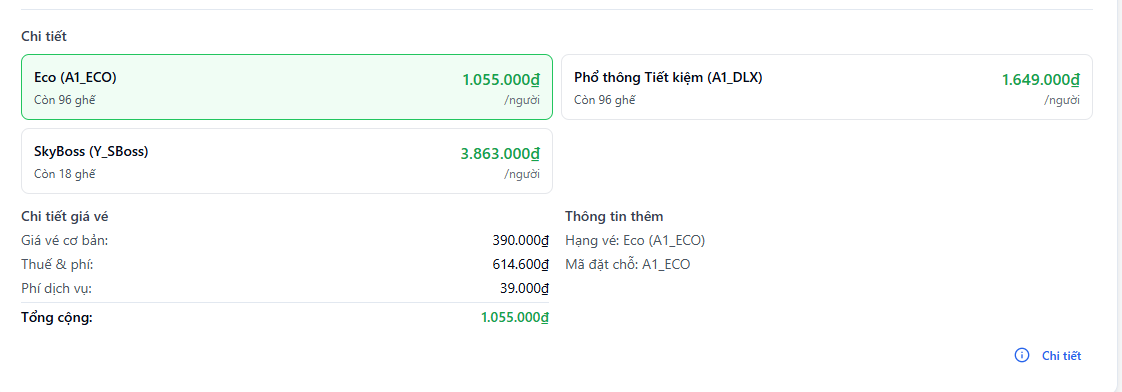 Chi tiết
Eco (A1_ECO)
1.055.000₫
Còn 96 ghế
/người
Phổ thông Tiết kiệm (A1_DLX)
1.649.000₫
Còn 96 ghế
/người
SkyBoss (Y_SBoss)
3.863.000₫
Còn 18 ghế
/người
Chi tiết giá vé
Giá vé cơ bản: 390.000₫
Thuế & phí: 614.600₫
Phí dịch vụ: 39.000₫
Tổng cộng: 1.055.000₫
Thông tin thêm
Hạng vé: Eco (A1_ECO)
Mã đặt chỗ: A1_ECO
Chi tiết